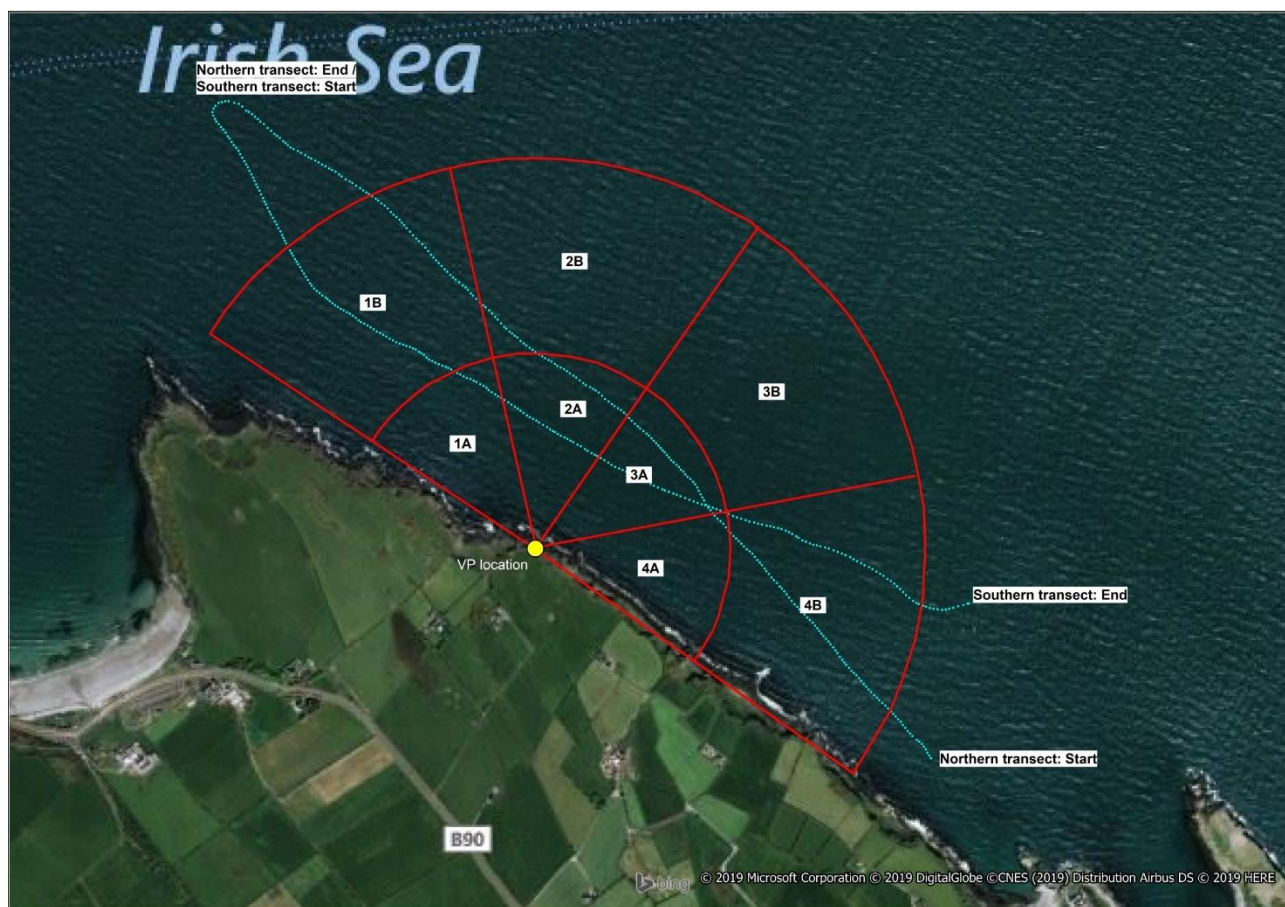 Irish Sea
Northern transect: End /
Southern transect: Start
2B
1B
3B
2A
1A
3A
VP location
4A
4B
Southern transect: End
Northern transect: Start
B90
bing
© 2019 Microsoft Corporation © 2019 DigitalGlobe ©CNES (2019) Distribution Airbus DS © 2019 HERE